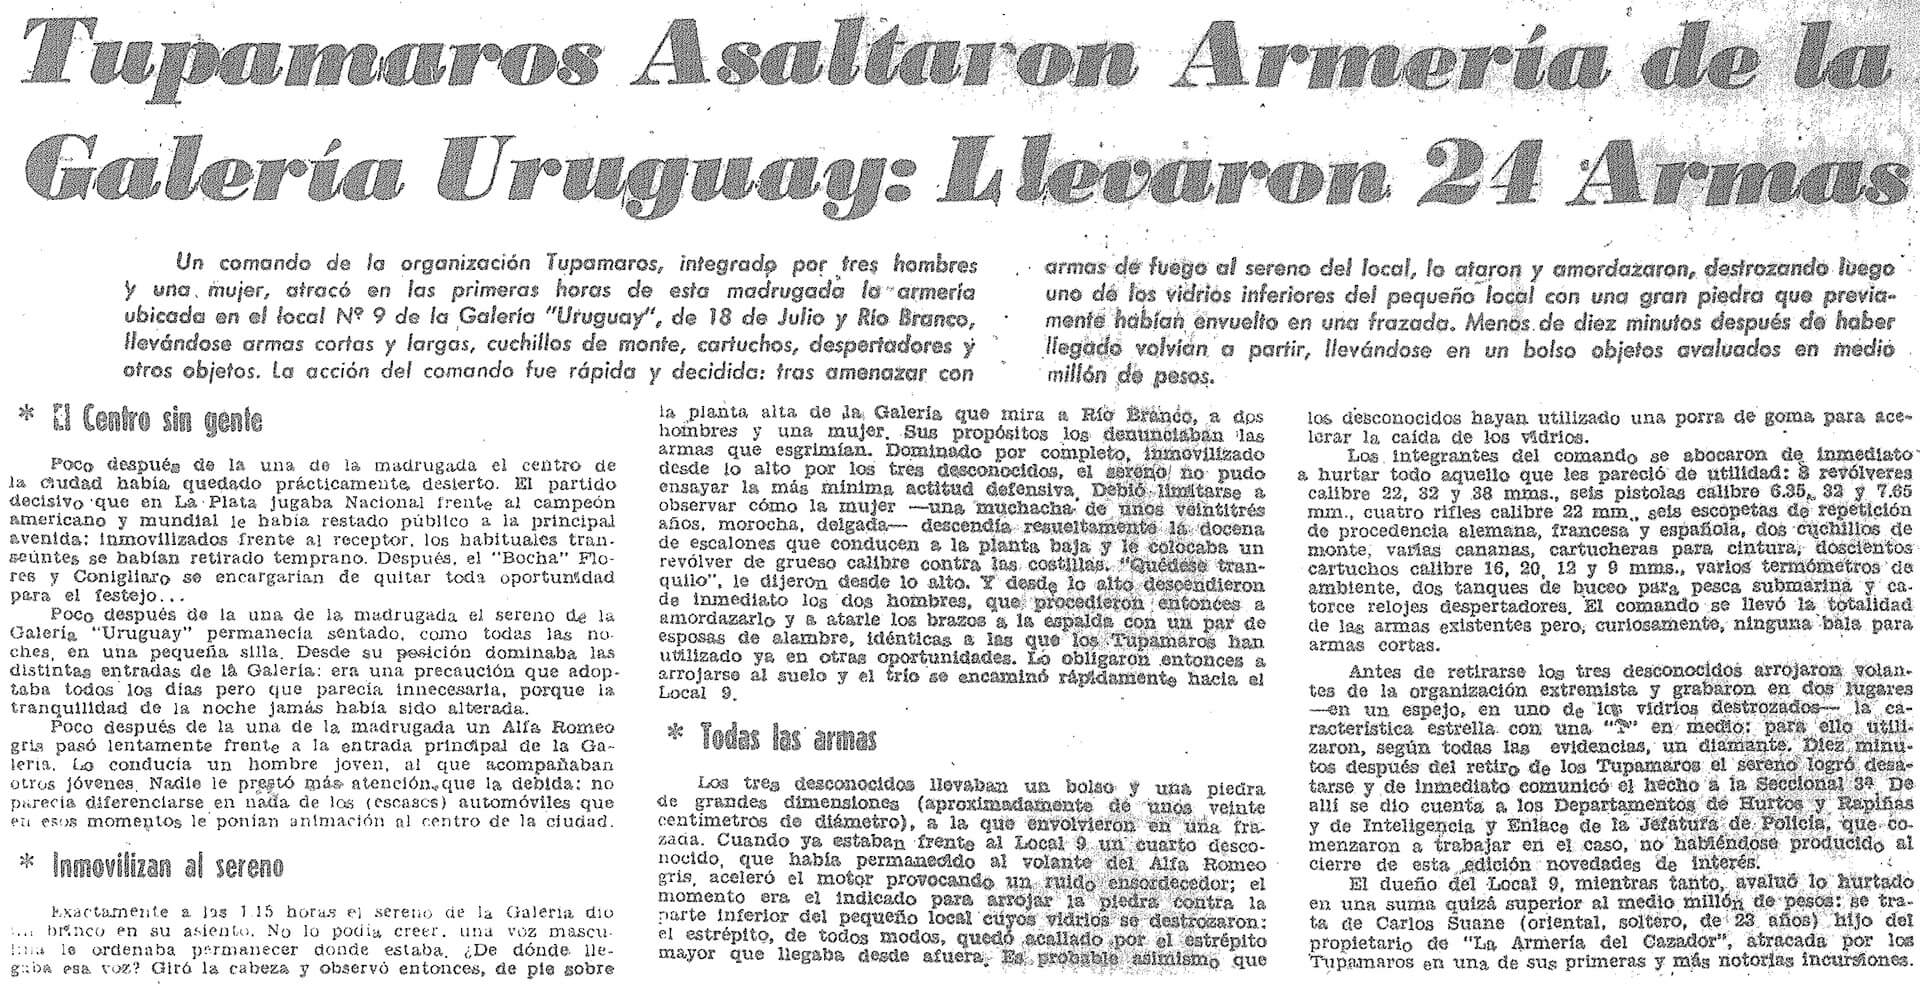 Tupamaros Asaltaron Armería de la
Galería Uruguay: Llevaron 24 Armas
Un comando de la organización Tupamaros, integrado por tres hombres
y una mujer, atracó en las primeras horas de esta madrugada la armería
ubicada en el local Nº 9 de la Galería "Uruguay", de 18 de Julio y Río Branco,
llevándose armas cortas y largas, cuchillos de monte, cartuchos, despertadores y
otros objetos. La acción del comando fue rápida y decidida: tras amenazar con
armas de fuego al sereno del local, lo ataron y amordazaron, destrozando luego
uno de los vidrios inferiores del pequeño local con una gran piedra que previa-
mente habían envuelto en una frazada. Menos de diez minutos después de haber
llegado volvían a partir, llevándose en un bolso objetos avaluados en medio
millón de pesos.
* El Centro sin gente
Poco después de la una de la madrugada el centro de
la ciudad había quedado prácticamente desierto. El partido
decisivo que en La Plata jugaba Nacional frente al campeón
americano y mundial le había restado público a la principal
avenida: inmovilizados frente al receptor, los habituales tran-
seúntes se habían retirado temprano. Después, el "Bocha" Flo-
res y Conigliaro se encargarían de quitar toda oportunidad
para el festejo...
Poco después de la una de la madrugada el sereno de la
Galería "Uruguay" permanecía sentado, como todas las no-
ches, en una pequeña silla. Desde su posición dominaba las
distintas entradas de la Galería: era una precaución que adop-
taba todos los días pero que parecía innecesaria, porque la
tranquilidad de la noche jamás había sido alterada.
Poco después de la una de la madrugada un Alfa Romeo
gris pasó lentamente frente a la entrada principal de la Ga-
lería. Lo conducía un hombre joven, al que acompañaban
otros jóvenes. Nadie le prestó más atención que la debida: no
parecía diferenciarse en nada de los (escasos) automóviles que
en esos momentos le ponían animación al centro de la ciudad.
* Inmovilizan al sereno
Exactamente a las 1.15 horas el sereno de la Galería dio
brinco en su asiento. No lo podía creer, una voz mascu-
lina le ordenaba permanecer donde estaba. ¿De dónde lle-
gaba esa voz? Giró la cabeza y observó entonces, de pie sobre
la planta alta de la Galería que mira a Río Branco, a dos
hombres y una mujer. Sus propósitos los denunciaban las
armas que esgrimían. Dominado por completo, inmovilizado
desde lo alto por los tres desconocidos, el sereno no pudo
ensayar la más mínima actitud defensiva. Debió limitarse a
observar cómo la mujer —una muchacha de unos veintitrés
años, morocha, delgada— descendía resueltamente la docena
de escalones que conducen a la planta baja y le colocaba un
revólver de grueso calibre contra las costillas. "Quédese tran-
quilo", le dijeron desde lo alto. Y desde lo alto descendieron
de inmediato los dos hombres, que procedieron entonces a
amordazarlo y a atarle los brazos a la espalda con un par de
esposas de alambre, idénticas a las que los Tupamaros han
utilizado ya en otras oportunidades. Lo obligaron entonces a
arrojarse al suelo y el trío se encaminó rápidamente hacia el
Local 9.
* Todas las armas
Los tres desconocidos llevaban un bolso y una piedra
de grandes dimensiones (aproximadamente de unos veinte
centímetros de diámetro), a la que envolvieron en una fra-
zada. Cuando ya estaban frente al Local 9 un cuarto desco-
nocido, que había permanecido al volante del Alfa Romeo
gris, aceleró el motor provocando un ruido ensordecedor; el
momento era el indicado para arrojar la piedra contra la
parte inferior del pequeño local cuyos vidrios se destrozaron:
el estrépito, de todos modos, quedó acallado por el estrépito
mayor que llegaba desde afuera. Es probable asimismo que
los desconocidos hayan utilizado una porra de goma para ace-
lerar la caída de los vidrios.
Los integrantes del comando se abocaron de inmediato
a hurtar todo aquello que les pareció de utilidad: 8 revólveres
calibre 22, 32 y 38 mms., seis pistolas calibre 6.35, 32 y 7.65
mm., cuatro rifles calibre 22 mm., seis escopetas de repetición
de procedencia alemana, francesa y española, dos cuchillos de
monte, varias cananas, cartucheras para cintura, doscientos
cartuchos calibre 16, 20, 12 y 9 mms., varios termómetros de
ambiente, dos tanques de buceo para pesca submarina y ca-
torce relojes despertadores. El comando se llevó la totalidad
de las armas existentes pero, curiosamente, ninguna bala para
armas cortas.
Antes de retirarse los tres desconocidos arrojaron volan-
tes de la organización extremista y grabaron en dos lugares
—en un espejo, en uno de los vidrios destrozados— la ca-
racterística estrella con una "T" en medio: para ello utili-
zaron, según todas las evidencias, un diamante. Diez minu-
tos después del retiro de los Tupamaros el sereno logró desa-
tarse y de inmediato comunicó el hecho a la Seccional 3ª De
allí se dio cuenta a los Departamentos de Hurtos y Rapiñas
y de Inteligencia y Enlace de la Jefatura de Policía, que co-
menzaron a trabajar en el caso, no habiéndose producido al
cierre de esta edición novedades de interés.
El dueño del Local 9, mientras tanto, avaluó lo hurtado
en una suma quizá superior al medio millón de pesos: se tra-
ta de Carlos Suane (oriental, soltero, de 23 años) hijo del
propietario de "La Armería del Cazador", atracada por los
Tupamaros en una de sus primeras y más notorias incursiones.